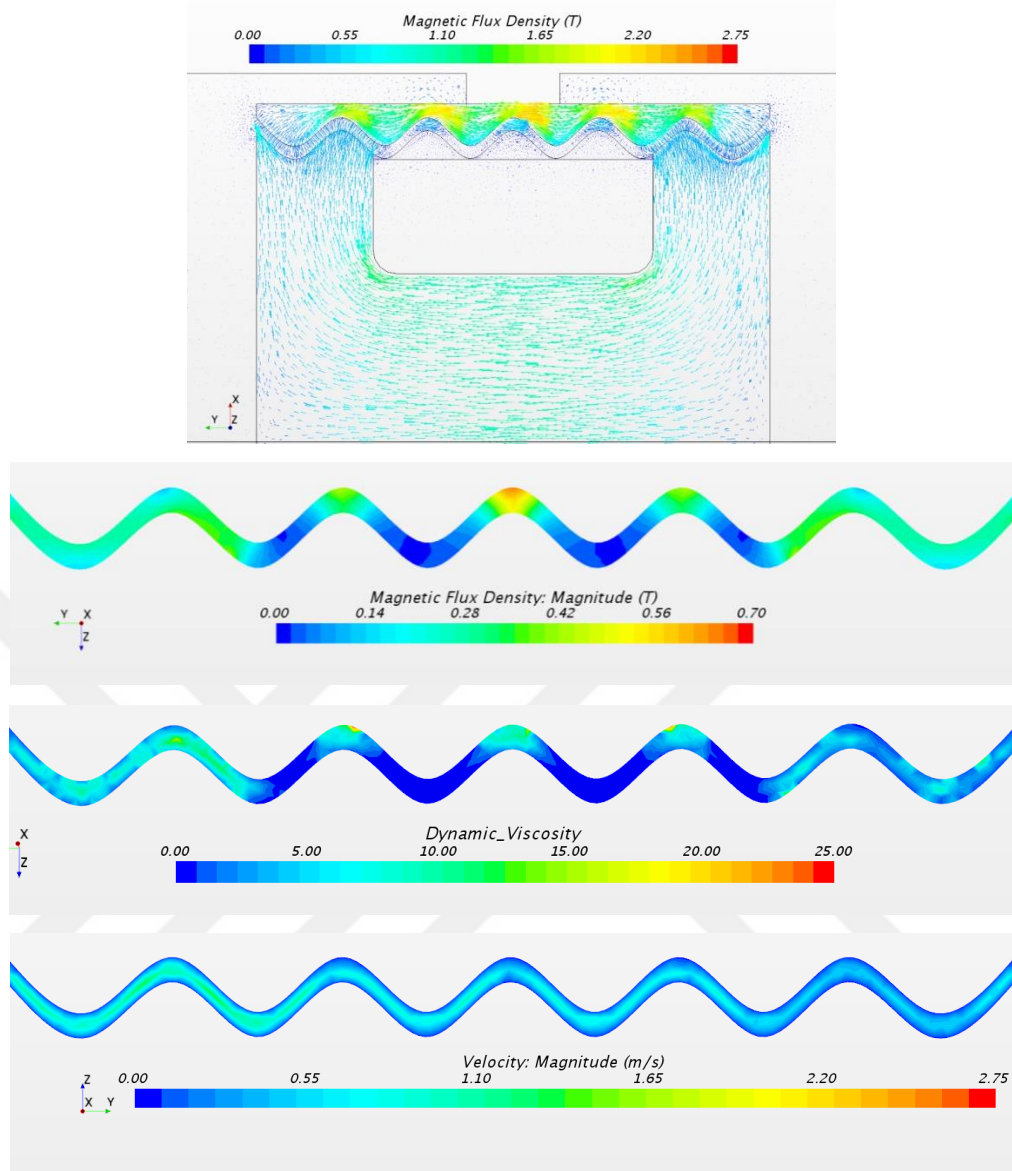 Magnetic Flux Density (T)
0.00 0.55 1.10 1.65 2.20 2.75
X
Y Z
Magnetic Flux Density: Magnitude (T)
0.00 0.14 0.28 0.42 0.56 0.70
Y X
Z
Dynamic_Viscosity
0.00 5.00 10.00 15.00 20.00 25.00
X
Z
Velocity: Magnitude (m/s)
0.00 0.55 1.10 1.65 2.20 2.75
Z
X Y